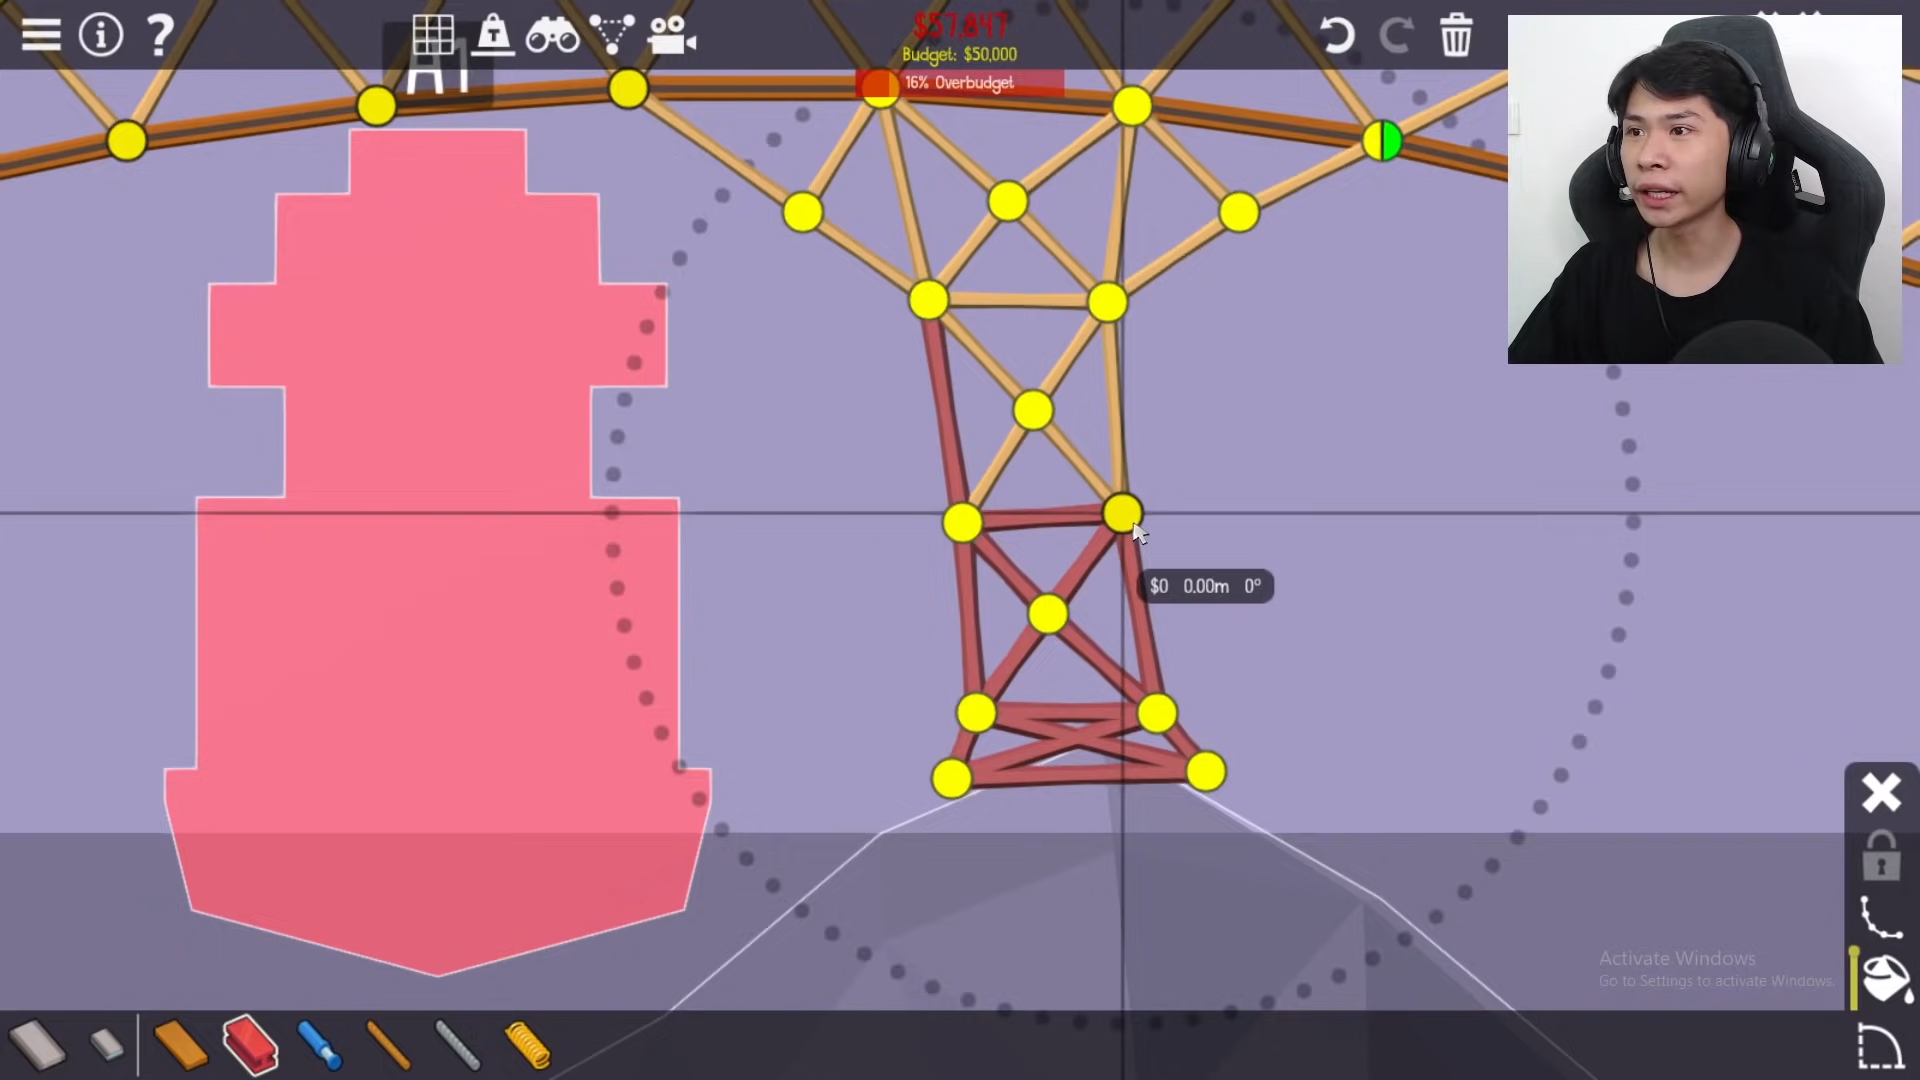 $57,847
Budget: $50,000
16% Overbudget
$0 0.00m 0°
Activate Windows
Go to Settings to activate Windows.